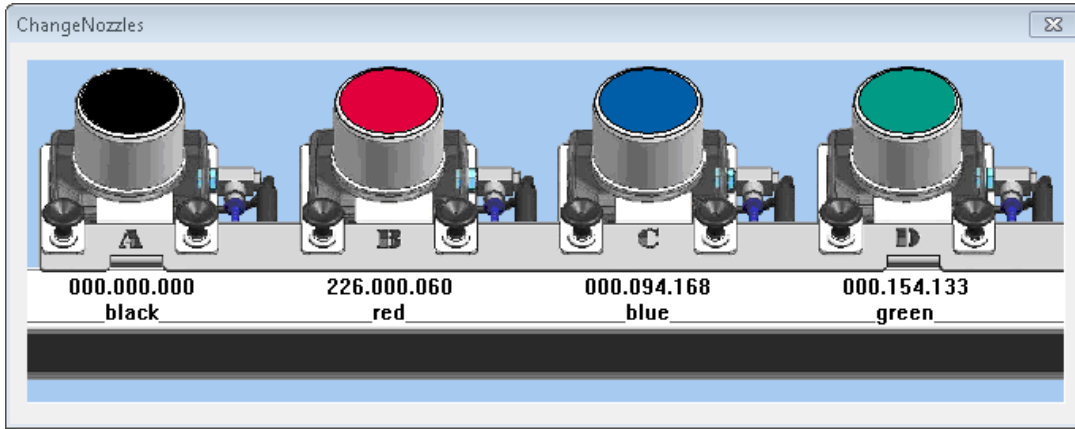 ChangeNozzles
A B C D
000.000.000 226.000.060 000.094.168 000.154.133
black red blue green